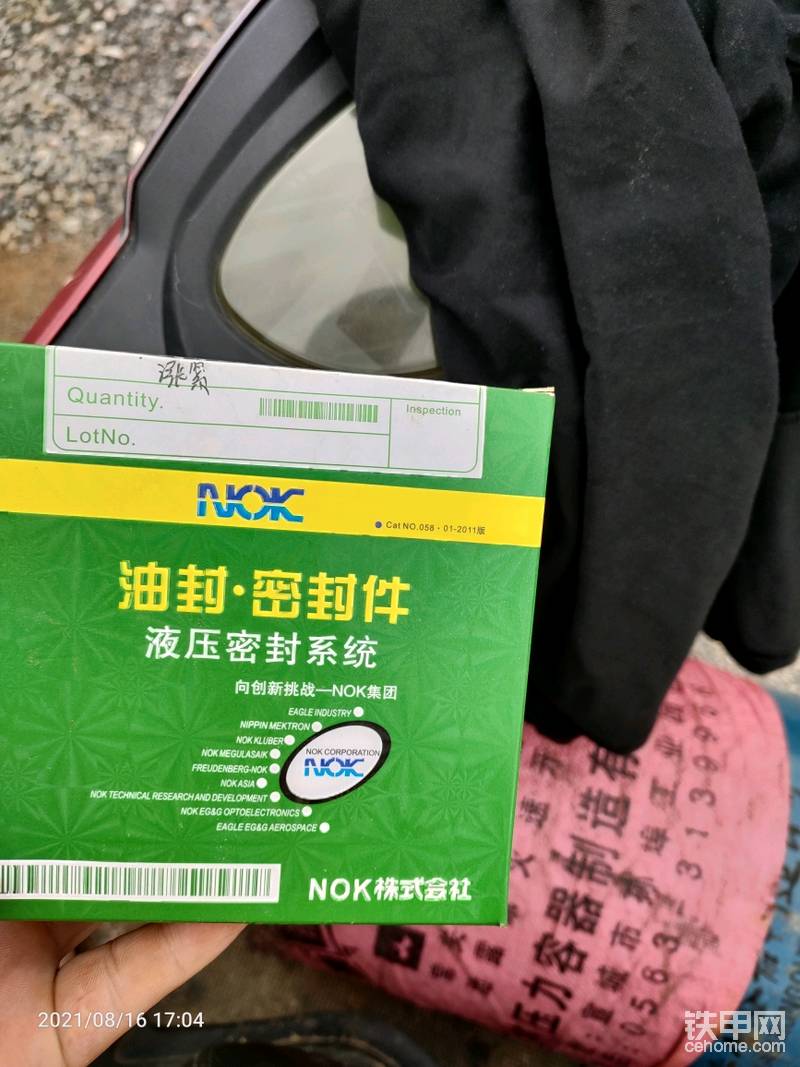 涨紧
Quantity.
Inspection
LotNo.
NOK
Cat NO.058·01-2011版
油封·密封件
液压密封系统
向创新挑战—NOK集团
EAGLE INDUSTRY
NIPPIN MEKTRON
NOK KLUBER
NOK MEGULASAIK
FREUDENBERG-NOK
NOK ASIA
NOK TECHNICAL RESEARCH AND DEVELOPMENT
NOK EG&G OPTOELECTRONICS
EAGLE EG&G AEROSPACE
NOK CORPORATION
NOK
NOK株式会社
压力容器制造有
2021/08/16 17:04
铁甲网
cehome.com